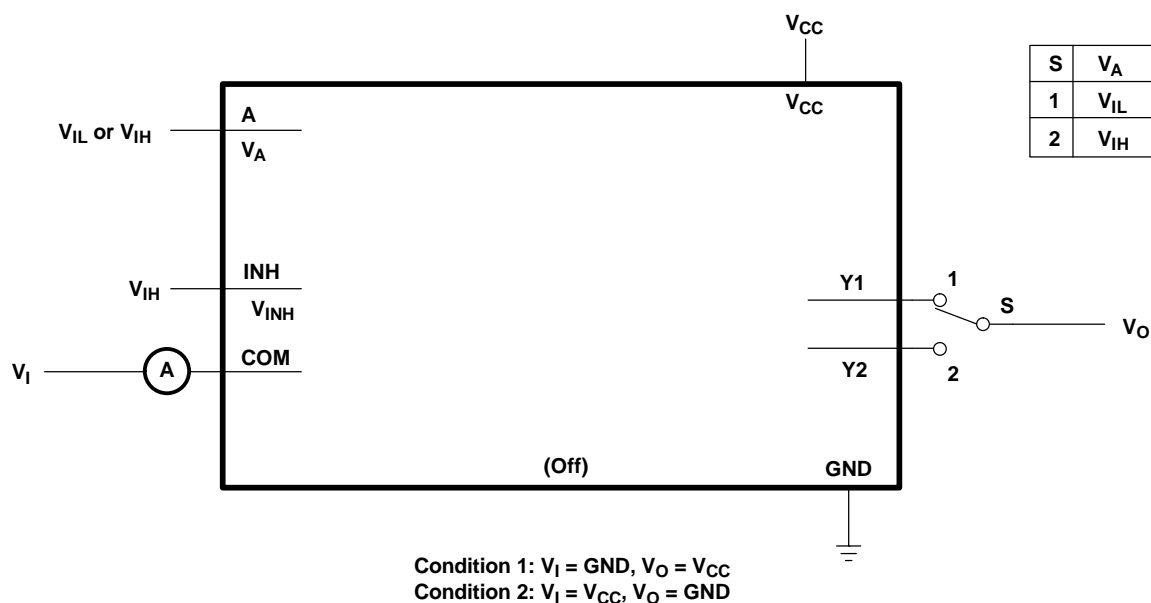 VCC
S VA
1 VIL
2 VIH
VCC
A
VIL or VIH
VA
INH
VIH
VINH
COM
VI
A
Y1
1
S
VO
Y2
2
(Off)
GND
Condition 1: VI = GND, VO = VCC
Condition 2: VI = VCC, VO = GND